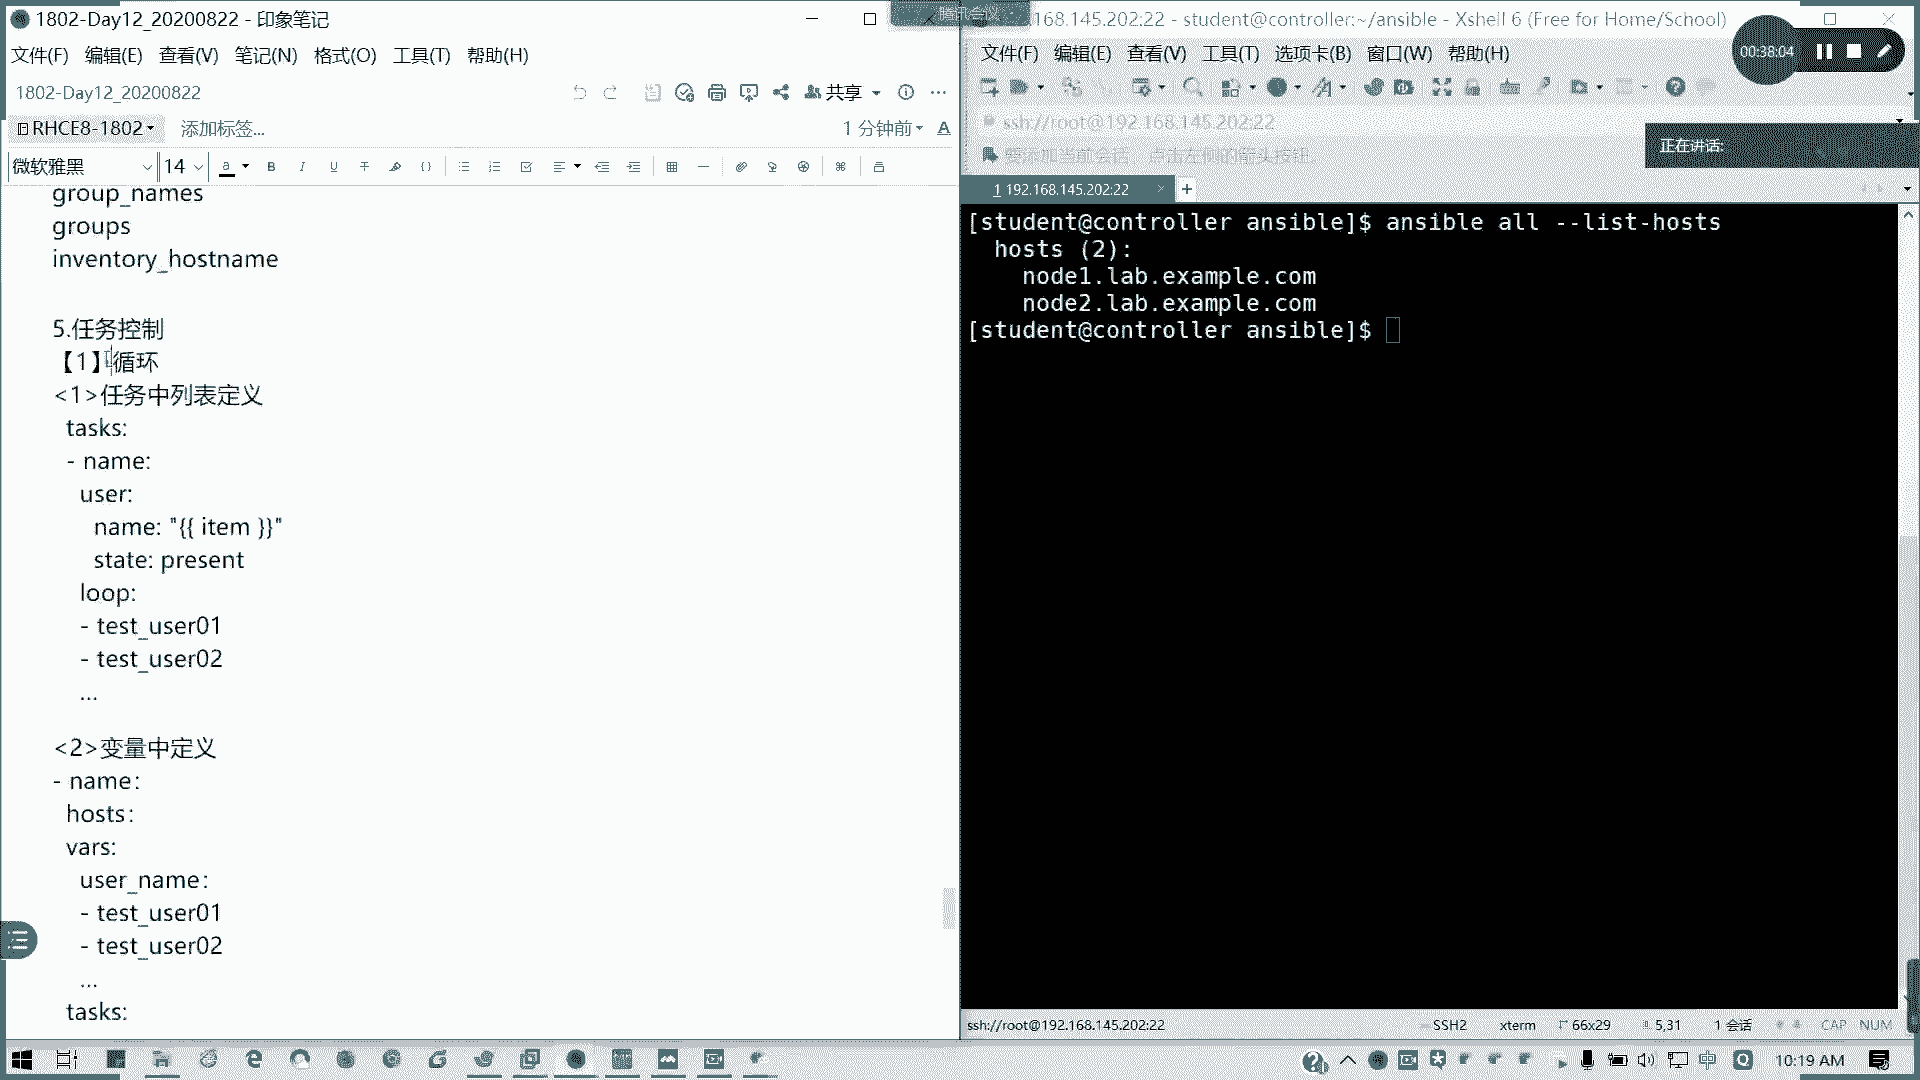 1802-Day12_20200822 - 印象笔记
文件(F) 编辑(E) 查看(V) 笔记(N) 格式(O) 工具(T) 帮助(H)
1802-Day12_20200822
共享
RHCE8-1802
添加标签...
1 分钟前
微软雅黑 14
group_names
groups
inventory_hostname
5.任务控制
【1】循环
<1>任务中列表定义
tasks:
- name:
user:
name: "{{ item }}"
state: present
loop:
- test_user01
- test_user02
...
<2>变量中定义
- name:
hosts:
vars:
user_name:
- test_user01
- test_user02
...
tasks:
腾讯会议
168.145.202:22 - student@controller:~/ansible - Xshell 6 (Free for Home/School)
文件(F) 编辑(E) 查看(V) 工具(T) 选项卡(B) 窗口(W) 帮助(H)
00:38:04
ssh://root@192.168.145.202:22
要添加当前会话，点击左侧的箭头按钮。
正在讲话:
1 192.168.145.202:22
[student@controller ansible]$ ansible all --list-hosts
hosts (2):
node1.lab.example.com
node2.lab.example.com
[student@controller ansible]$
ssh://root@192.168.145.202:22 SSH2 xterm 66x29 5,31 1 会话 CAP NUM
中
10:19 AM